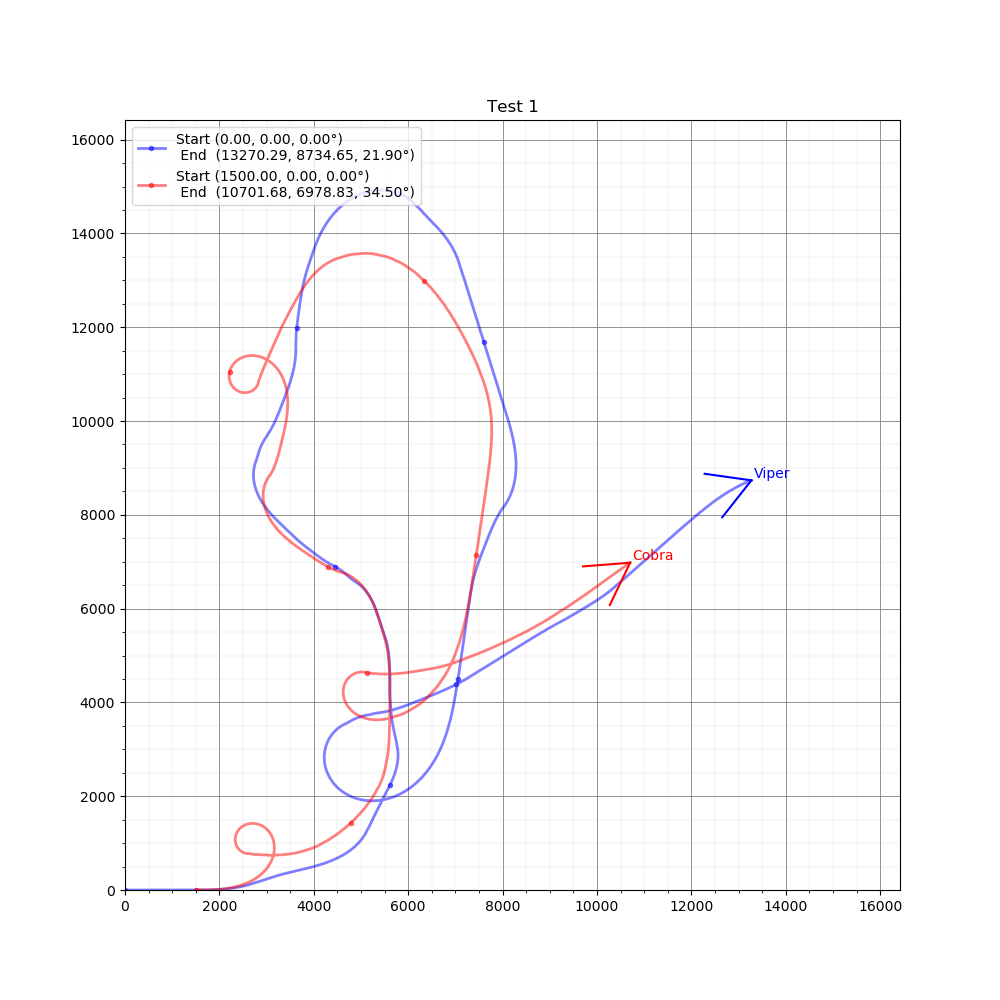 Test 1
Start (0.00, 0.00, 0.00°)
End  (13270.29, 8734.65, 21.90°)
Start (1500.00, 0.00, 0.00°)
End  (10701.68, 6978.83, 34.50°)
16000
14000
12000
10000
8000
6000
4000
2000
0
Viper
Cobra
0 2000 4000 6000 8000 10000 12000 14000 16000